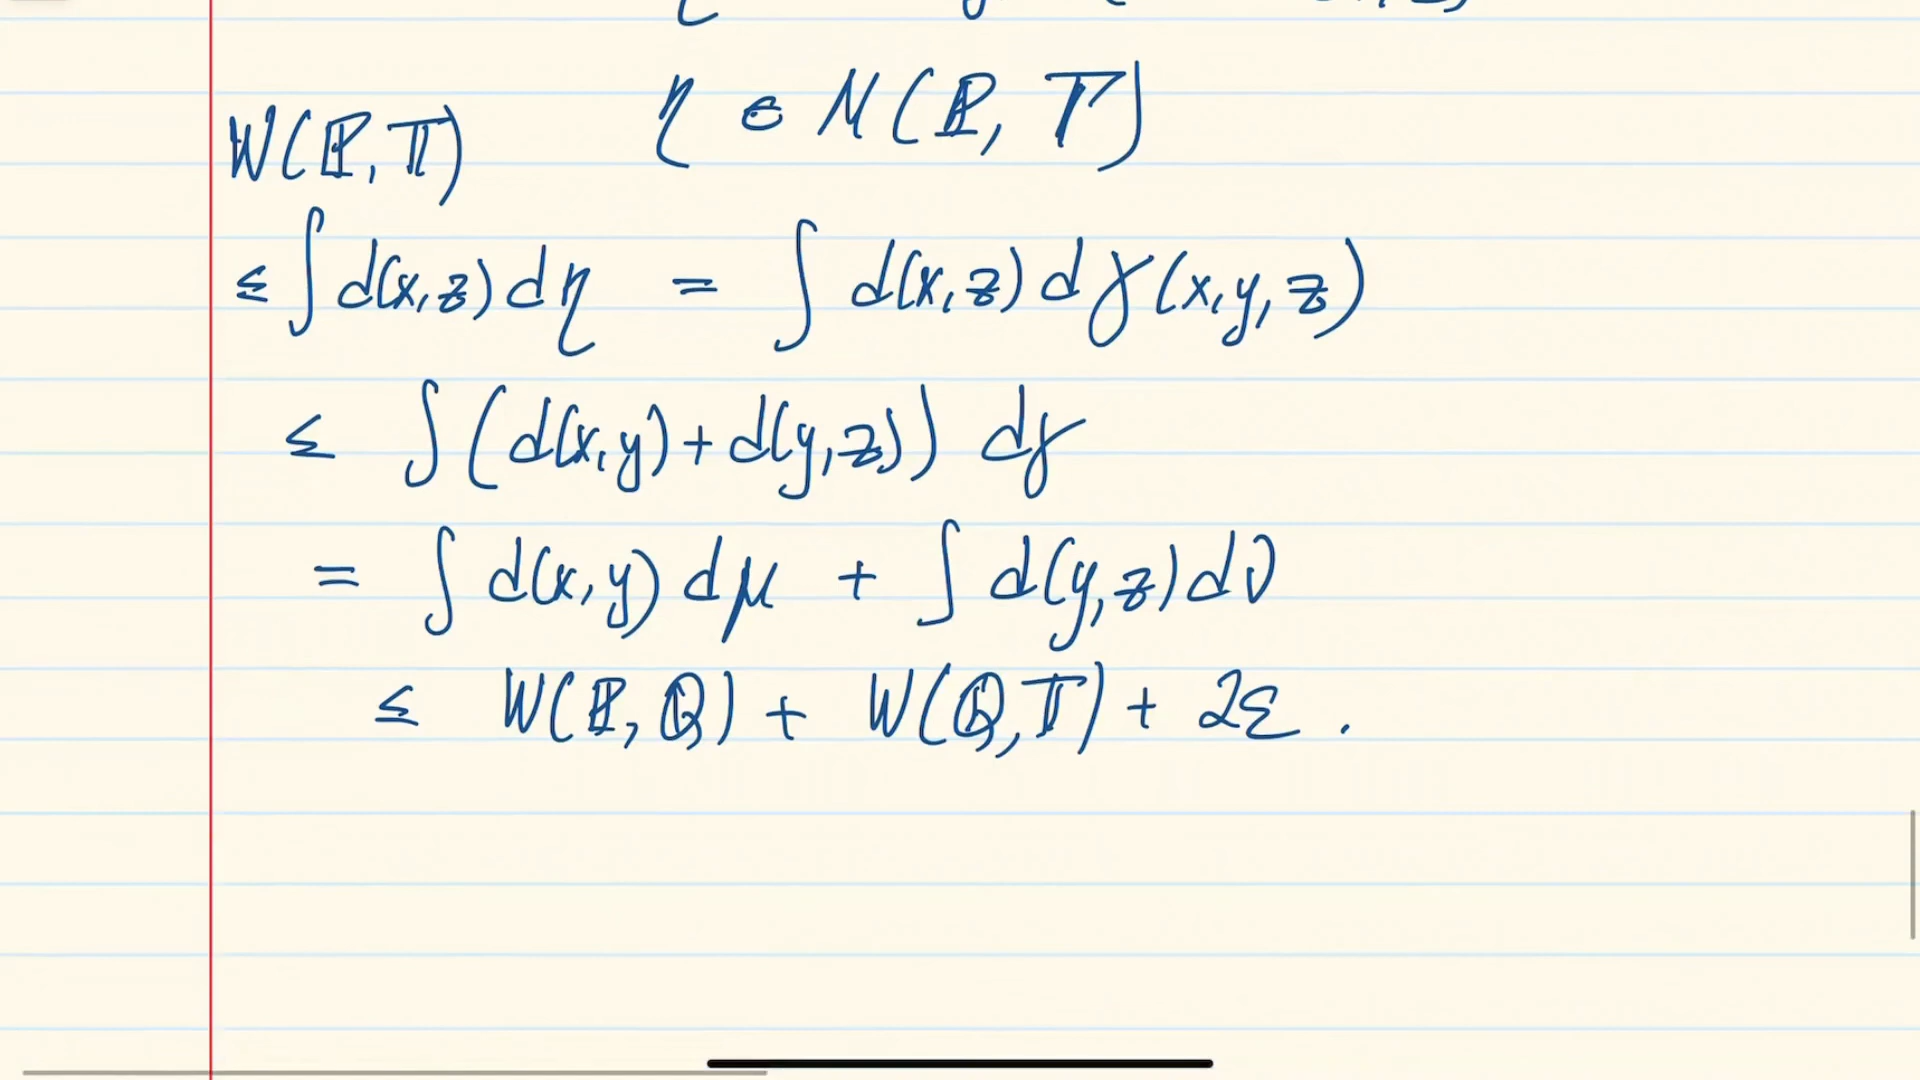 η ∈ M(ℙ, 𝕋)
W(ℙ, 𝕋)
≤ ∫ d(x,z) dη = ∫ d(x,z) dγ(x,y,z)
≤ ∫ (d(x,y) + d(y,z)) dγ
= ∫ d(x,y) dμ + ∫ d(y,z) dν
≤ W(ℙ, ℚ) + W(ℚ, 𝕋) + 2ε .